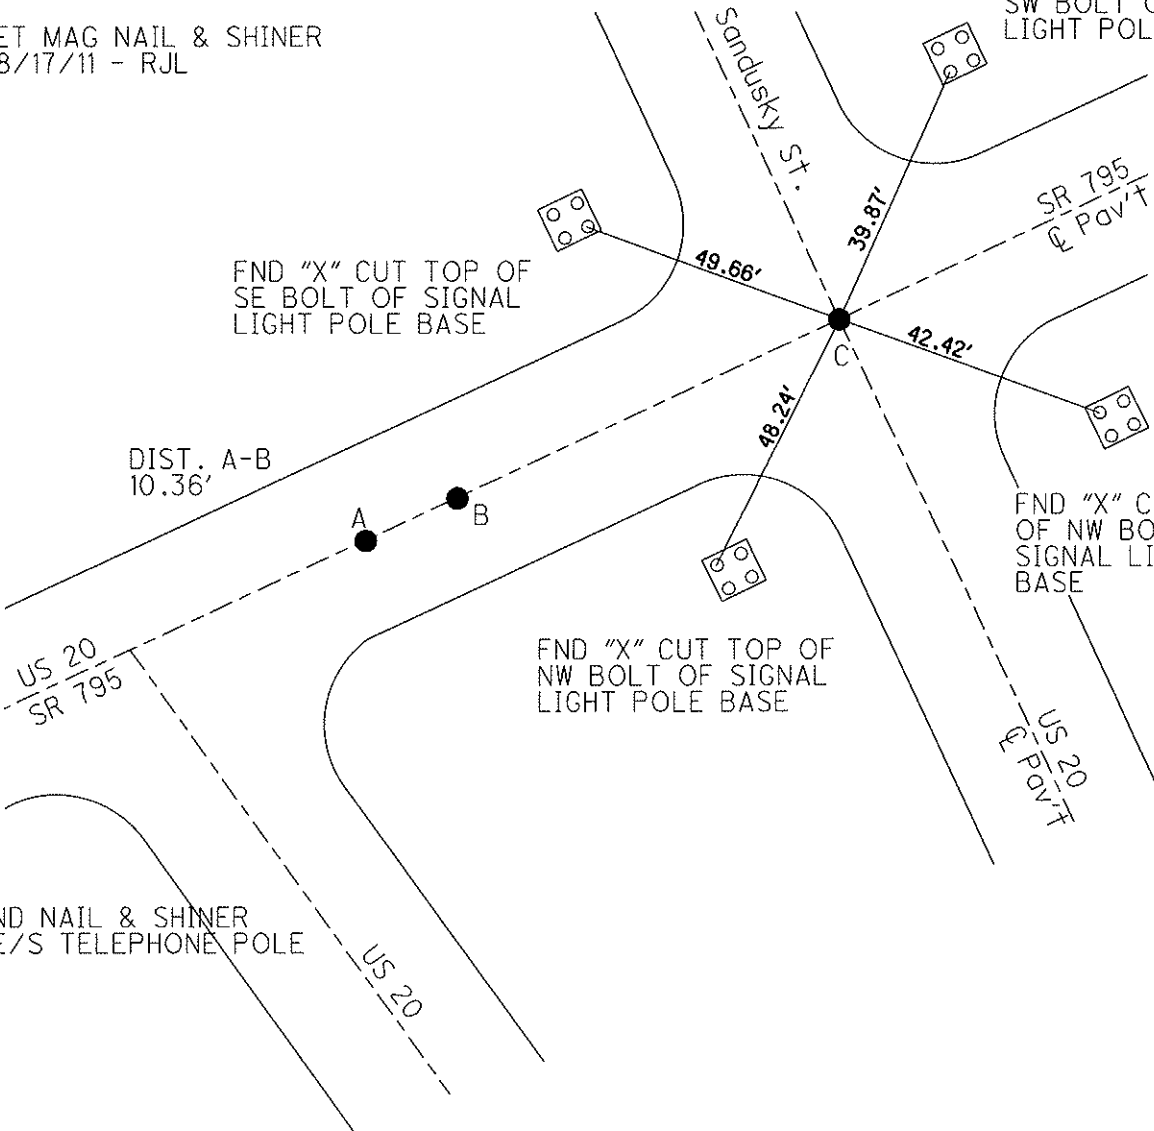 ET MAG NAIL & SHINER
8/17/11 - RJL
SW BOLT
LIGHT POL
Sandusky St.
SR 795
℄ Pav't
39.87'
49.66'
FND "X" CUT TOP OF
SE BOLT OF SIGNAL
LIGHT POLE BASE
C
42.42'
48.24'
DIST. A-B
10.36'
A
B
FND "X" C
OF NW BO
SIGNAL LI
BASE
FND "X" CUT TOP OF
NW BOLT OF SIGNAL
LIGHT POLE BASE
US 20
SR 795
US 20
℄ Pav't
ND NAIL & SHINER
E/S TELEPHONE POLE
US 20